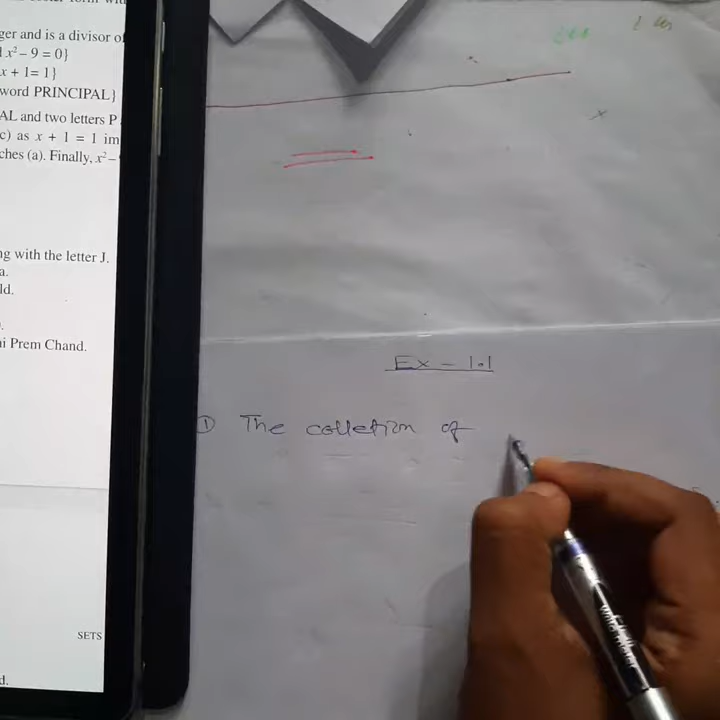 ger and is a divisor of
x² – 9 = 0}
x + 1= 1}
word PRINCIPAL}
AL and two letters P
c) as x + 1 = 1 im
ches (a). Finally, x² –
ng with the letter J.
a.
ld.
i Prem Chand.
SETS
d.
Ex – 1.1
① The colletion of